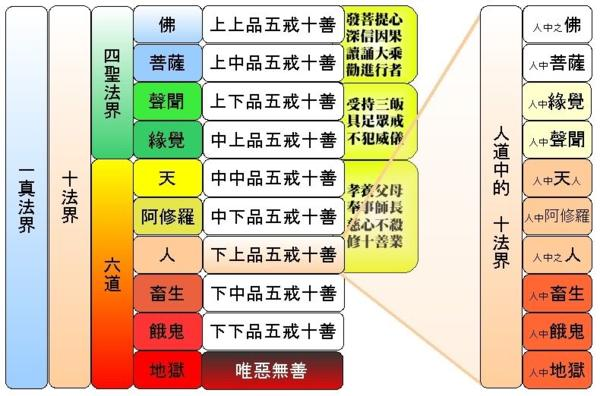 一真法界
十法界
四聖法界
六道
佛
上上品五戒十善
菩薩
上中品五戒十善
聲聞
上下品五戒十善
緣覺
中上品五戒十善
天
中中品五戒十善
阿修羅
中下品五戒十善
人
下上品五戒十善
畜生
下中品五戒十善
餓鬼
下下品五戒十善
地獄
唯惡無善
發菩提心
深信因果
讀誦大乘
勸進行者
受持三皈
具足眾戒
不犯威儀
孝養父母
奉事師長
慈心不殺
修十善業
人道中的 十法界
人中之佛
人中菩薩
人中緣覺
人中聲聞
人中天人
人中阿修羅
人中之人
人中畜生
人中餓鬼
人中地獄